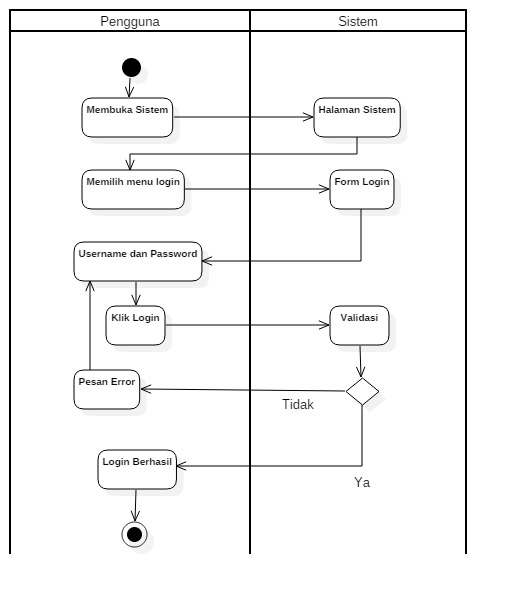 Pengguna
Sistem
Membuka Sistem
Halaman Sistem
Memilih menu login
Form Login
Username dan Password
Klik Login
Validasi
Pesan Error
Tidak
Login Berhasil
Ya